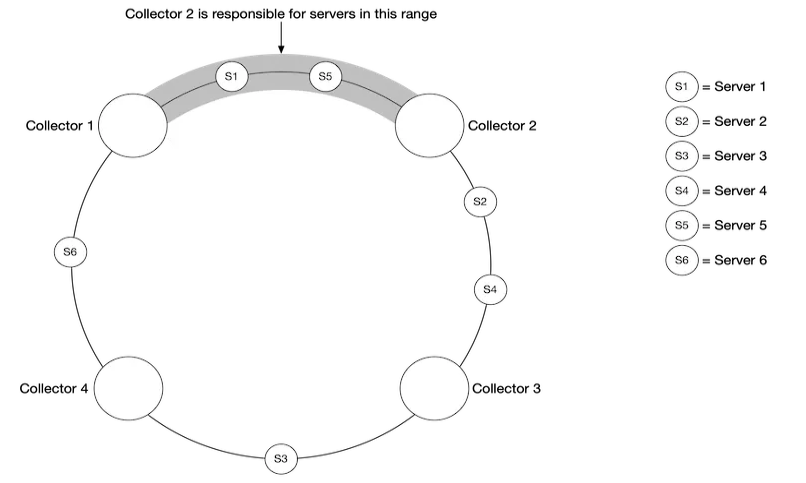 Collector 2 is responsible for servers in this range
S1
S5
Collector 1
Collector 2
S2
S6
S4
Collector 4
Collector 3
S3
S1 = Server 1
S2 = Server 2
S3 = Server 3
S4 = Server 4
S5 = Server 5
S6 = Server 6